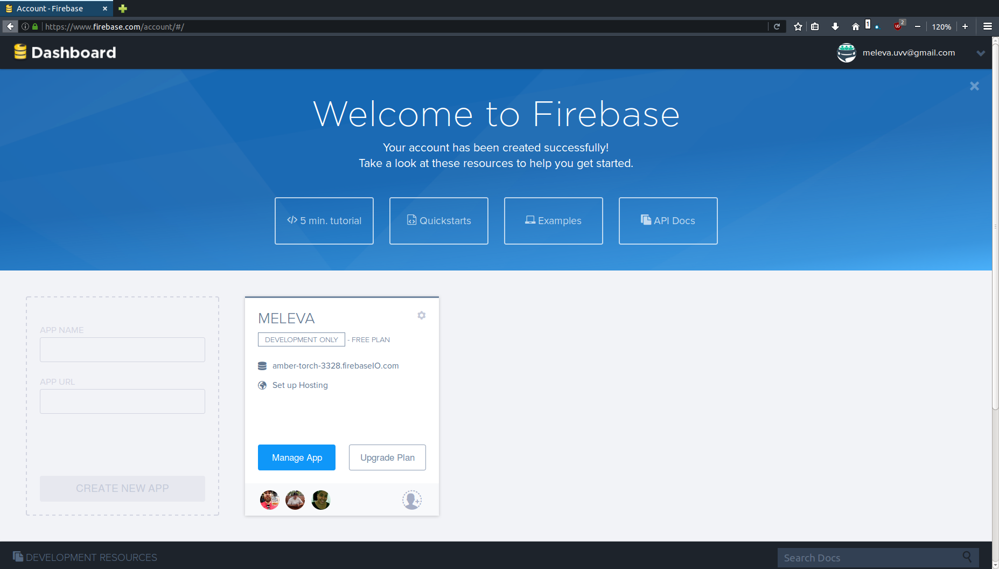 Account - Firebase
https://www.firebase.com/account/#/
1
2
120%
Dashboard
meleva.uvv@gmail.com
Welcome to Firebase
Your account has been created successfully!
Take a look at these resources to help you get started.
5 min. tutorial
Quickstarts
Examples
API Docs
APP NAME
APP URL
CREATE NEW APP
MELEVA
DEVELOPMENT ONLY - FREE PLAN
amber-torch-3328.firebaseIO.com
Set up Hosting
Manage App
Upgrade Plan
DEVELOPMENT RESOURCES
Search Docs